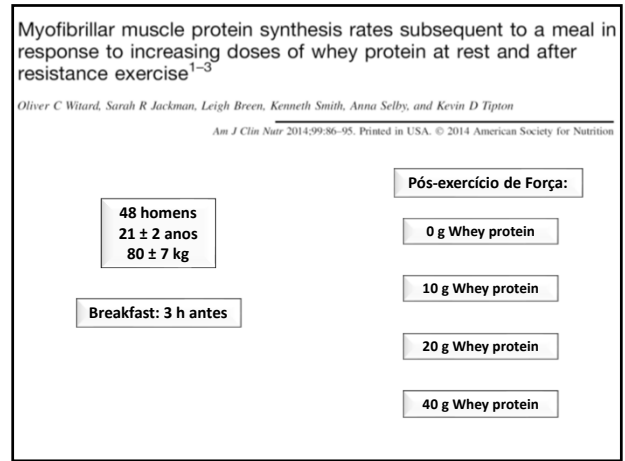 Myofibrillar muscle protein synthesis rates subsequent to a meal in
response to increasing doses of whey protein at rest and after
resistance exercise1–3
Oliver C Witard, Sarah R Jackman, Leigh Breen, Kenneth Smith, Anna Selby, and Kevin D Tipton
Am J Clin Nutr 2014;99:86–95. Printed in USA. © 2014 American Society for Nutrition
48 homens
21 ± 2 anos
80 ± 7 kg
Breakfast: 3 h antes
Pós-exercício de Força:
0 g Whey protein
10 g Whey protein
20 g Whey protein
40 g Whey protein